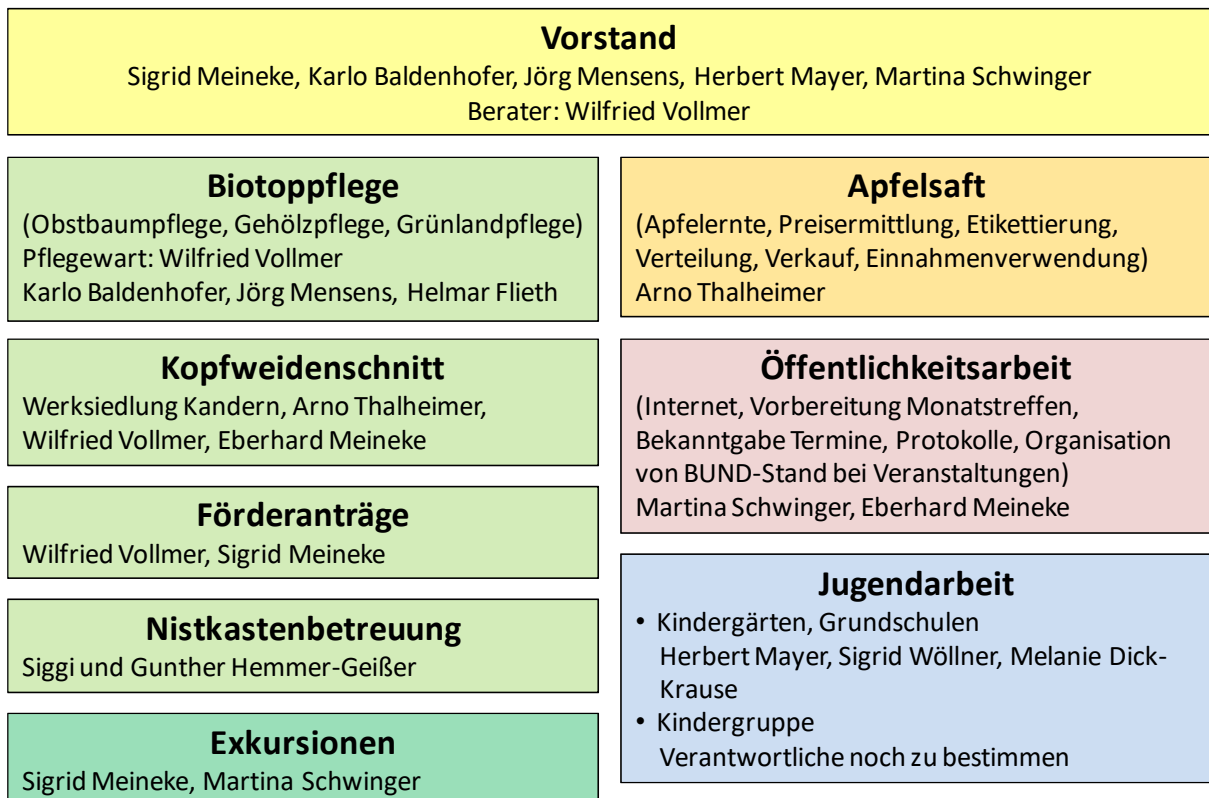 Vorstand
Sigrid Meineke, Karlo Baldenhofer, Jörg Mensens, Herbert Mayer, Martina Schwinger
Berater: Wilfried Vollmer
Biotoppflege
(Obstbaumpflege, Gehölzpflege, Grünlandpflege)
Pflegewart: Wilfried Vollmer
Karlo Baldenhofer, Jörg Mensens, Helmar Flieth
Kopfweidenschnitt
Werksiedlung Kandern, Arno Thalheimer,
Wilfried Vollmer, Eberhard Meineke
Förderanträge
Wilfried Vollmer, Sigrid Meineke
Nistkastenbetreuung
Siggi und Gunther Hemmer-Geißer
Exkursionen
Sigrid Meineke, Martina Schwinger
Apfelsaft
(Apfelernte, Preisermittlung, Etikettierung,
Verteilung, Verkauf, Einnahmenverwendung)
Arno Thalheimer
Öffentlichkeitsarbeit
(Internet, Vorbereitung Monatstreffen,
Bekanntgabe Termine, Protokolle, Organisation
von BUND-Stand bei Veranstaltungen)
Martina Schwinger, Eberhard Meineke
Jugendarbeit
• Kindergärten, Grundschulen
Herbert Mayer, Sigrid Wöllner, Melanie Dick-
Krause
• Kindergruppe
Verantwortliche noch zu bestimmen